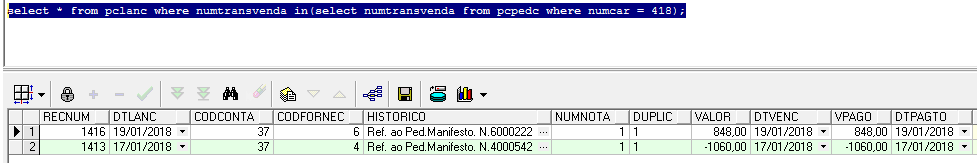 select * from pclanc where numtransvenda in(select numtransvenda from pcpedc where numcar = 418);
RECNUM DTLANC CODCONTA CODFORNEC HISTORICO NUMNOTA DUPLIC VALOR DTVENC VPAGO DTPAGTO
1 1416 19/01/2018 37 6 Ref. ao Ped.Manifesto. N.6000222 ... 1 1 848,00 19/01/2018 848,00 19/01/2018
2 1413 17/01/2018 37 4 Ref. ao Ped.Manifesto. N.4000542 ... 1 1 -1060,00 17/01/2018 -1060,00 17/01/2018